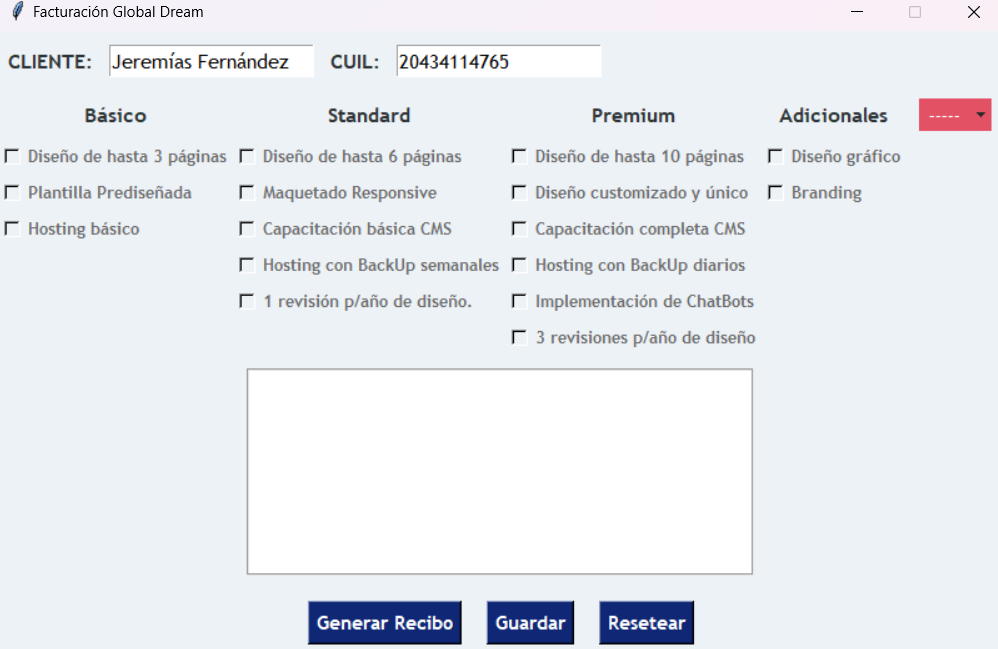 Facturación Global Dream
CLIENTE: Jeremías Fernández CUIL: 20434114765
Básico Standard Premium Adicionales -----
Diseño de hasta 3 páginas Diseño de hasta 6 páginas Diseño de hasta 10 páginas Diseño gráfico
Plantilla Prediseñada Maquetado Responsive Diseño customizado y único Branding
Hosting básico Capacitación básica CMS Capacitación completa CMS
Hosting con BackUp semanales Hosting con BackUp diarios
1 revisión p/año de diseño. Implementación de ChatBots
3 revisiones p/año de diseño
Generar Recibo Guardar Resetear